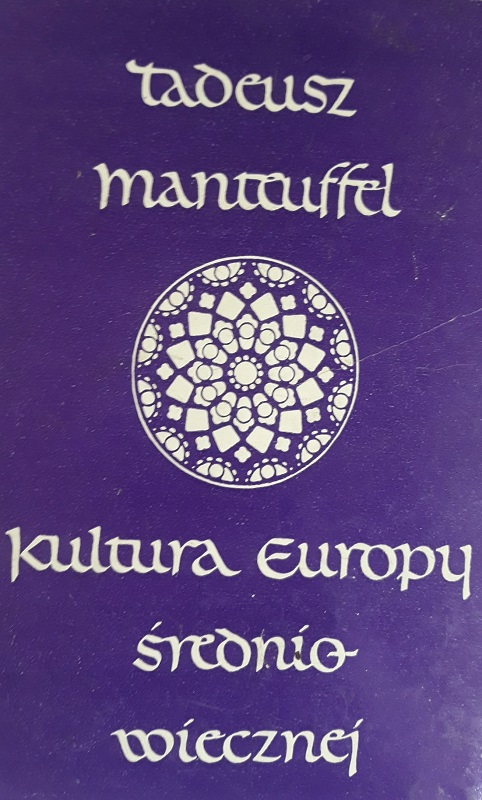 tadeusz
manteuffel
kultura Europy
średnio-
wiecznej